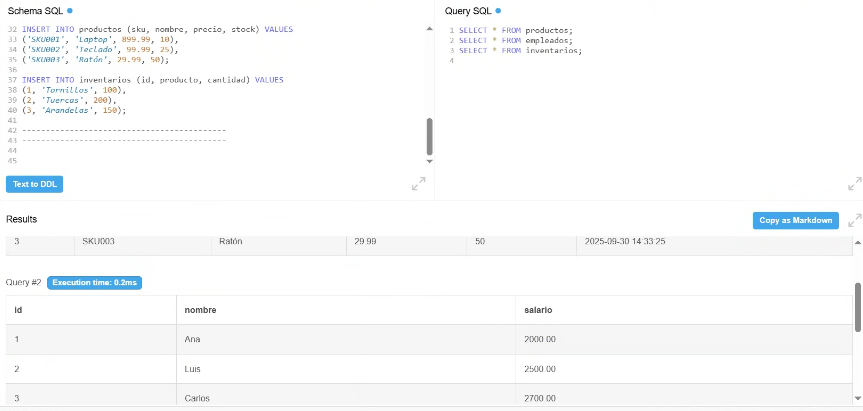 Schema SQL
32 INSERT INTO productos (sku, nombre, precio, stock) VALUES
33 ('SKU001', 'Laptop', 899.99, 10),
34 ('SKU002', 'Teclado', 99.99, 25),
35 ('SKU003', 'Ratón', 29.99, 50);
36
37 INSERT INTO inventarios (id, producto, cantidad) VALUES
38 (1, 'Tornillos', 100),
39 (2, 'Tuercas', 200),
40 (3, 'Arandelas', 150);
41
42 -----------------------------------------
43 -----------------------------------------
44
45
Text to DDL
Query SQL
1 SELECT * FROM productos;
2 SELECT * FROM empleados;
3 SELECT * FROM inventarios;
4
Results
Copy as Markdown
3 SKU003 Ratón 29.99 50 2025-09-30 14:33:25
Query #2 Execution time: 0.2ms
id nombre salario
1 Ana 2000.00
2 Luis 2500.00
3 Carlos 2700.00